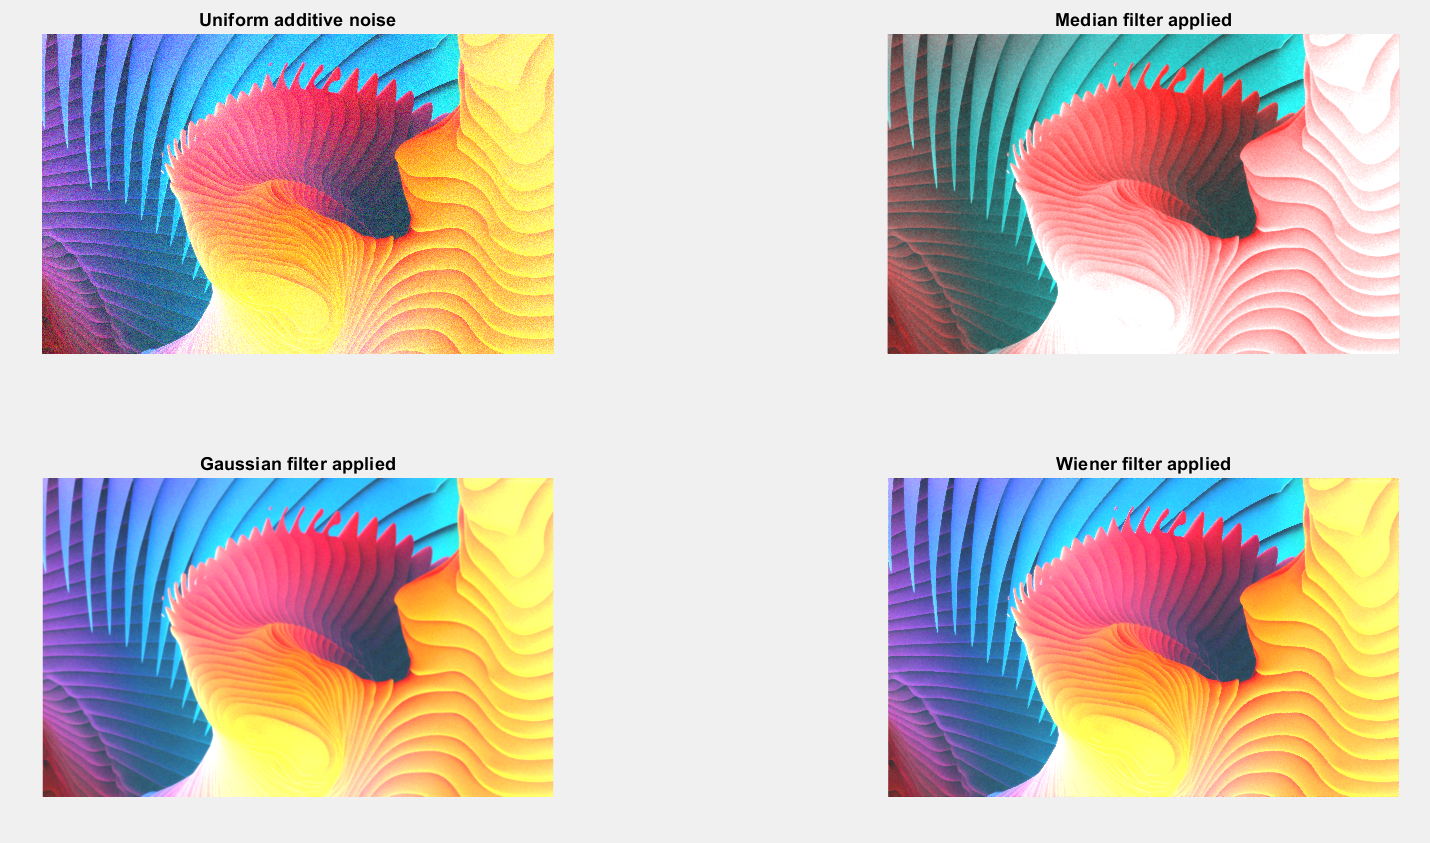 Uniform additive noise
Median filter applied
Gaussian filter applied
Wiener filter applied